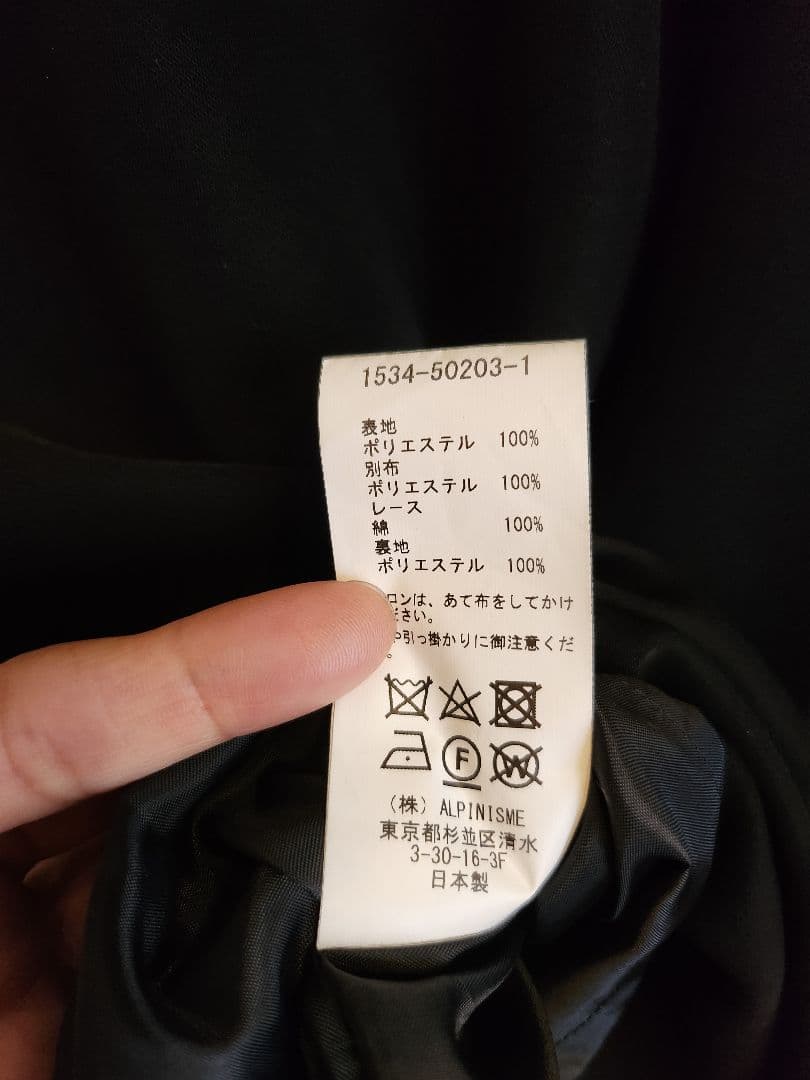 1534-50203-1
表地
ポリエステル 100%
別布
ポリエステル 100%
レース
綿 100%
裏地
ポリエステル 100%
ロンは、あて布をしてかけ
ださい。
や引っ掛かりに御注意くだ
。
F
W
(株) ALPINISME
東京都杉並区清水
3-30-16-3F
日本製